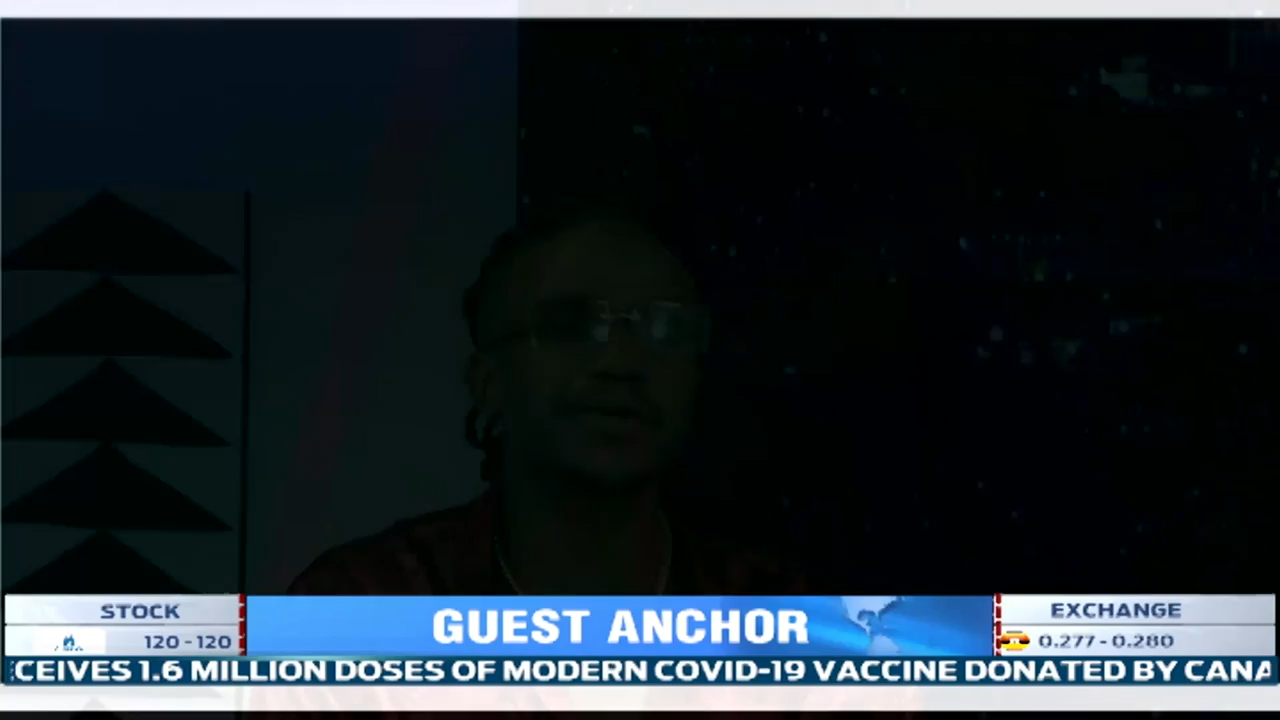 STOCK
120 - 120
GUEST ANCHOR
EXCHANGE
0.277 - 0.280
CEIVES 1.6 MILLION DOSES OF MODERN COVID-19 VACCINE DONATED BY CANA